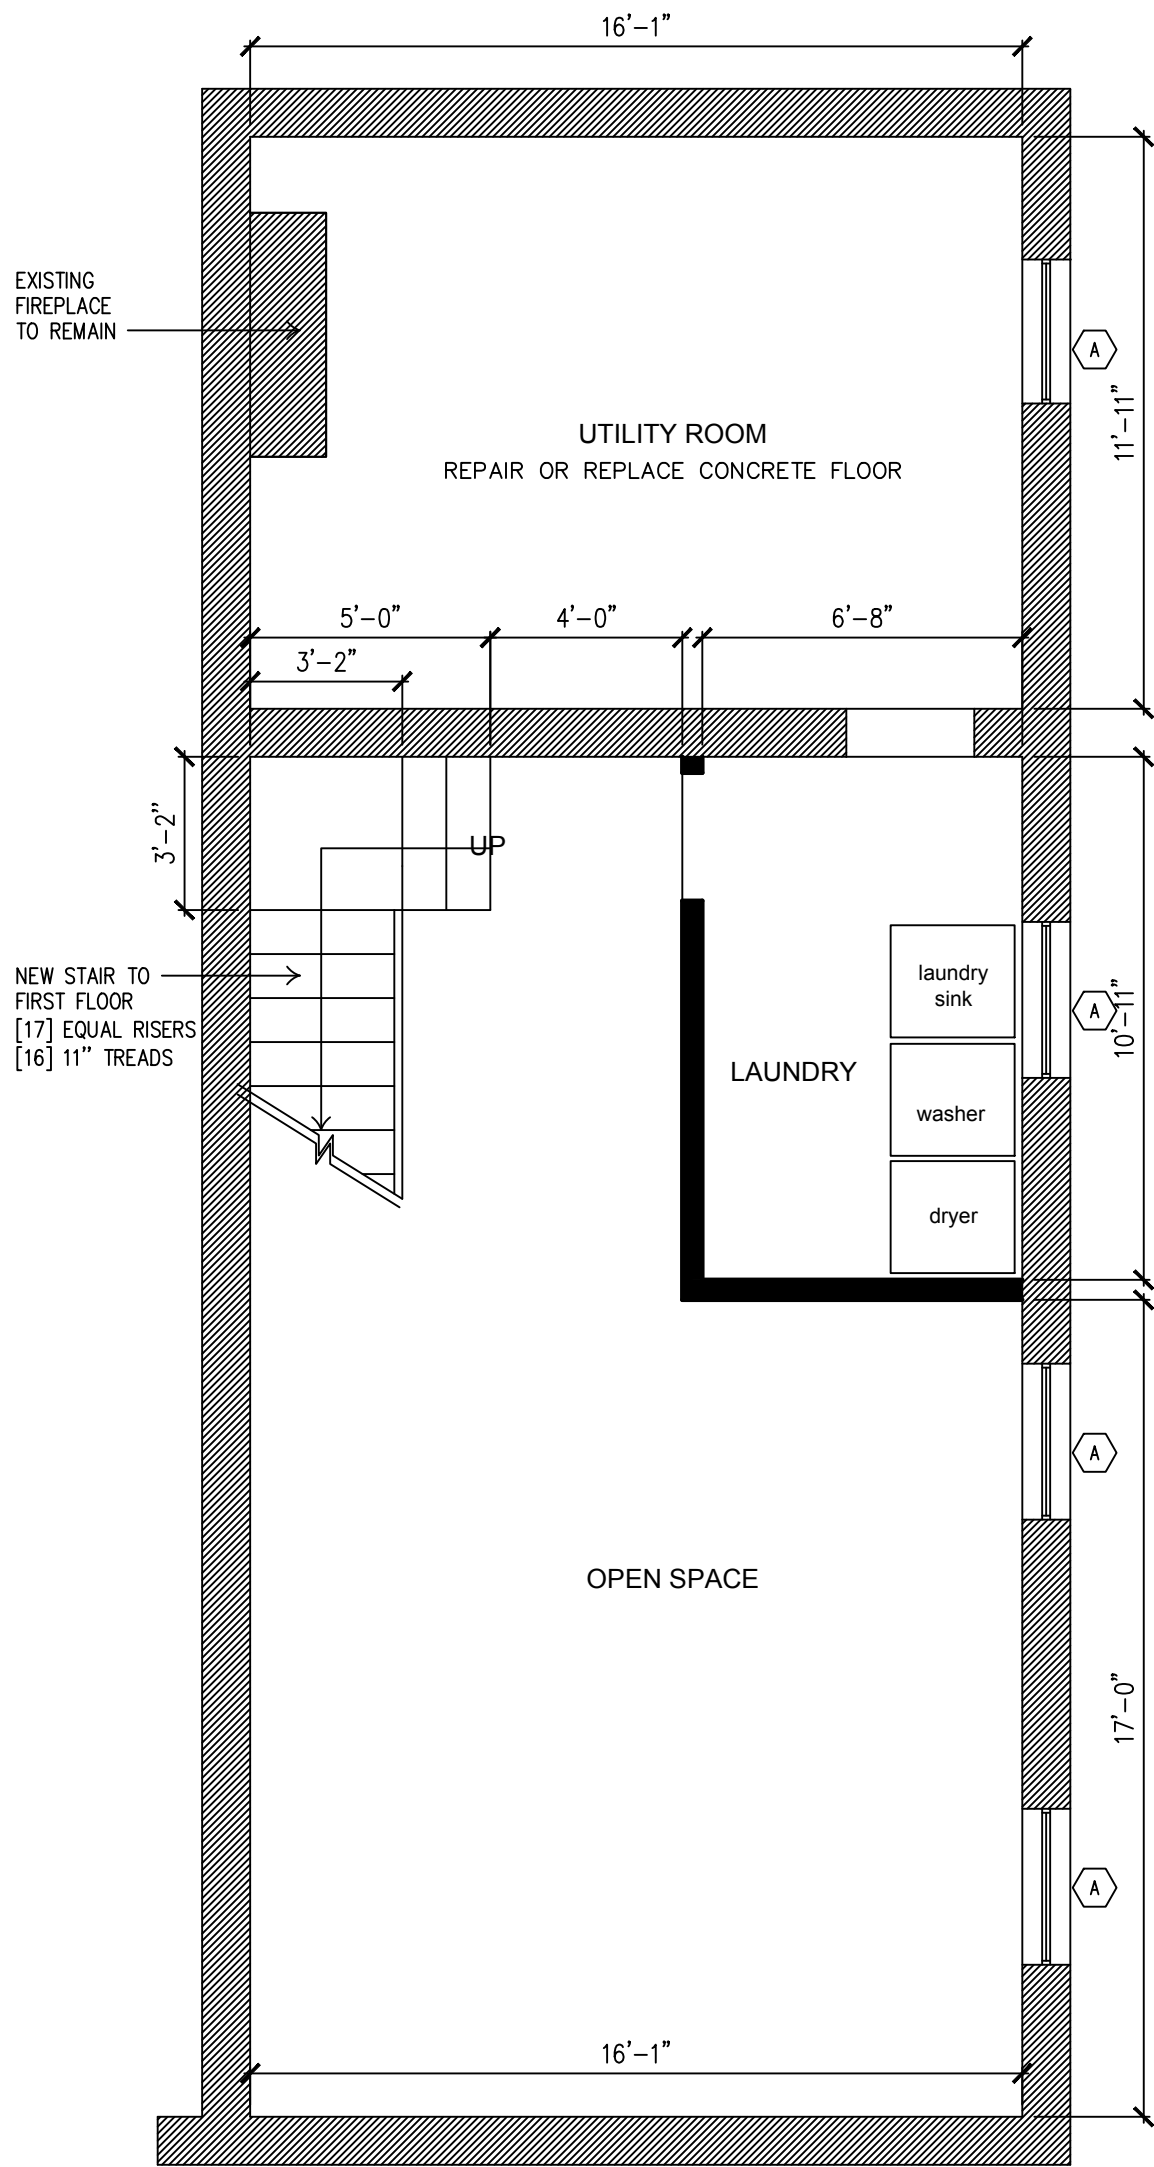 16'-1"
EXISTING
FIREPLACE
TO REMAIN
A
11'-11"
UTILITY ROOM
REPAIR OR REPLACE CONCRETE FLOOR
5'-0"
4'-0"
6'-8"
3'-2"
3'-2"
UP
NEW STAIR TO
FIRST FLOOR
[17] EQUAL RISERS
[16] 11" TREADS
laundry
sink
A
10'-11"
LAUNDRY
washer
dryer
A
OPEN SPACE
17'-0"
A
16'-1"